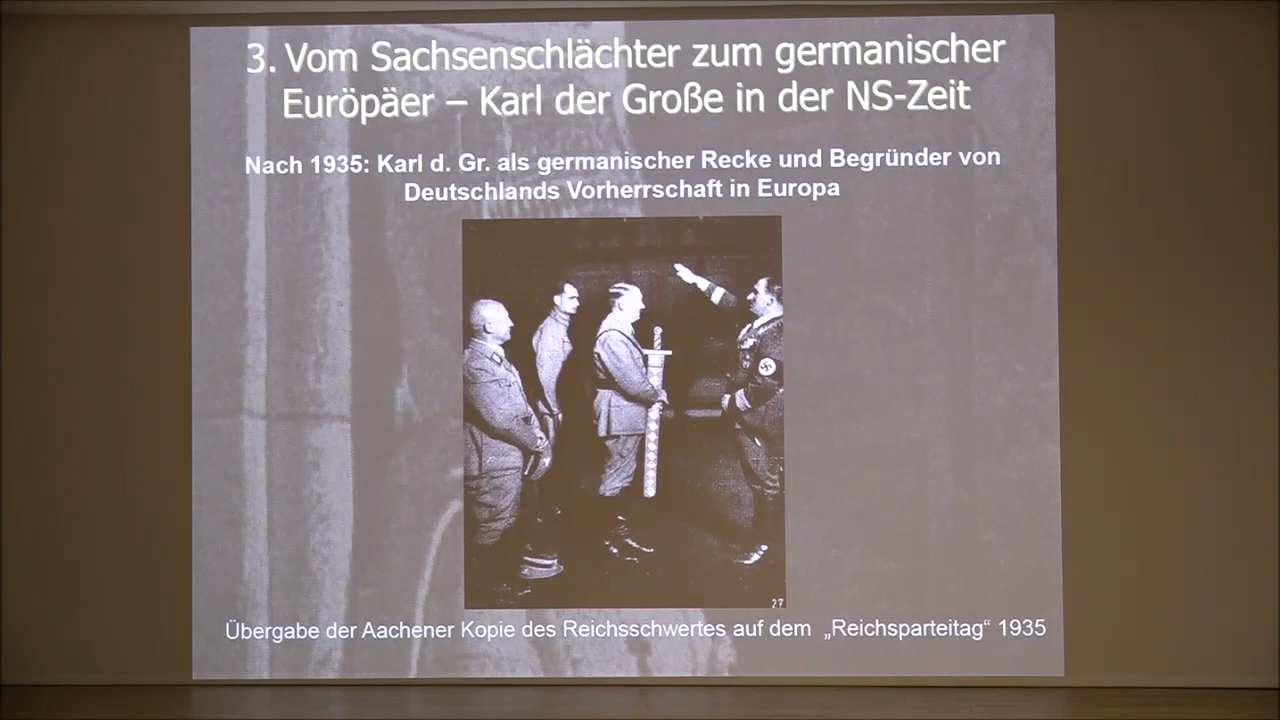 3. Vom Sachsenschlächter zum germanischer
Euröpäer – Karl der Große in der NS-Zeit
Nach 1935: Karl d. Gr. als germanischer Recke und Begründer von
Deutschlands Vorherrschaft in Europa
27
Übergabe der Aachener Kopie des Reichsschwertes auf dem „Reichsparteitag“ 1935